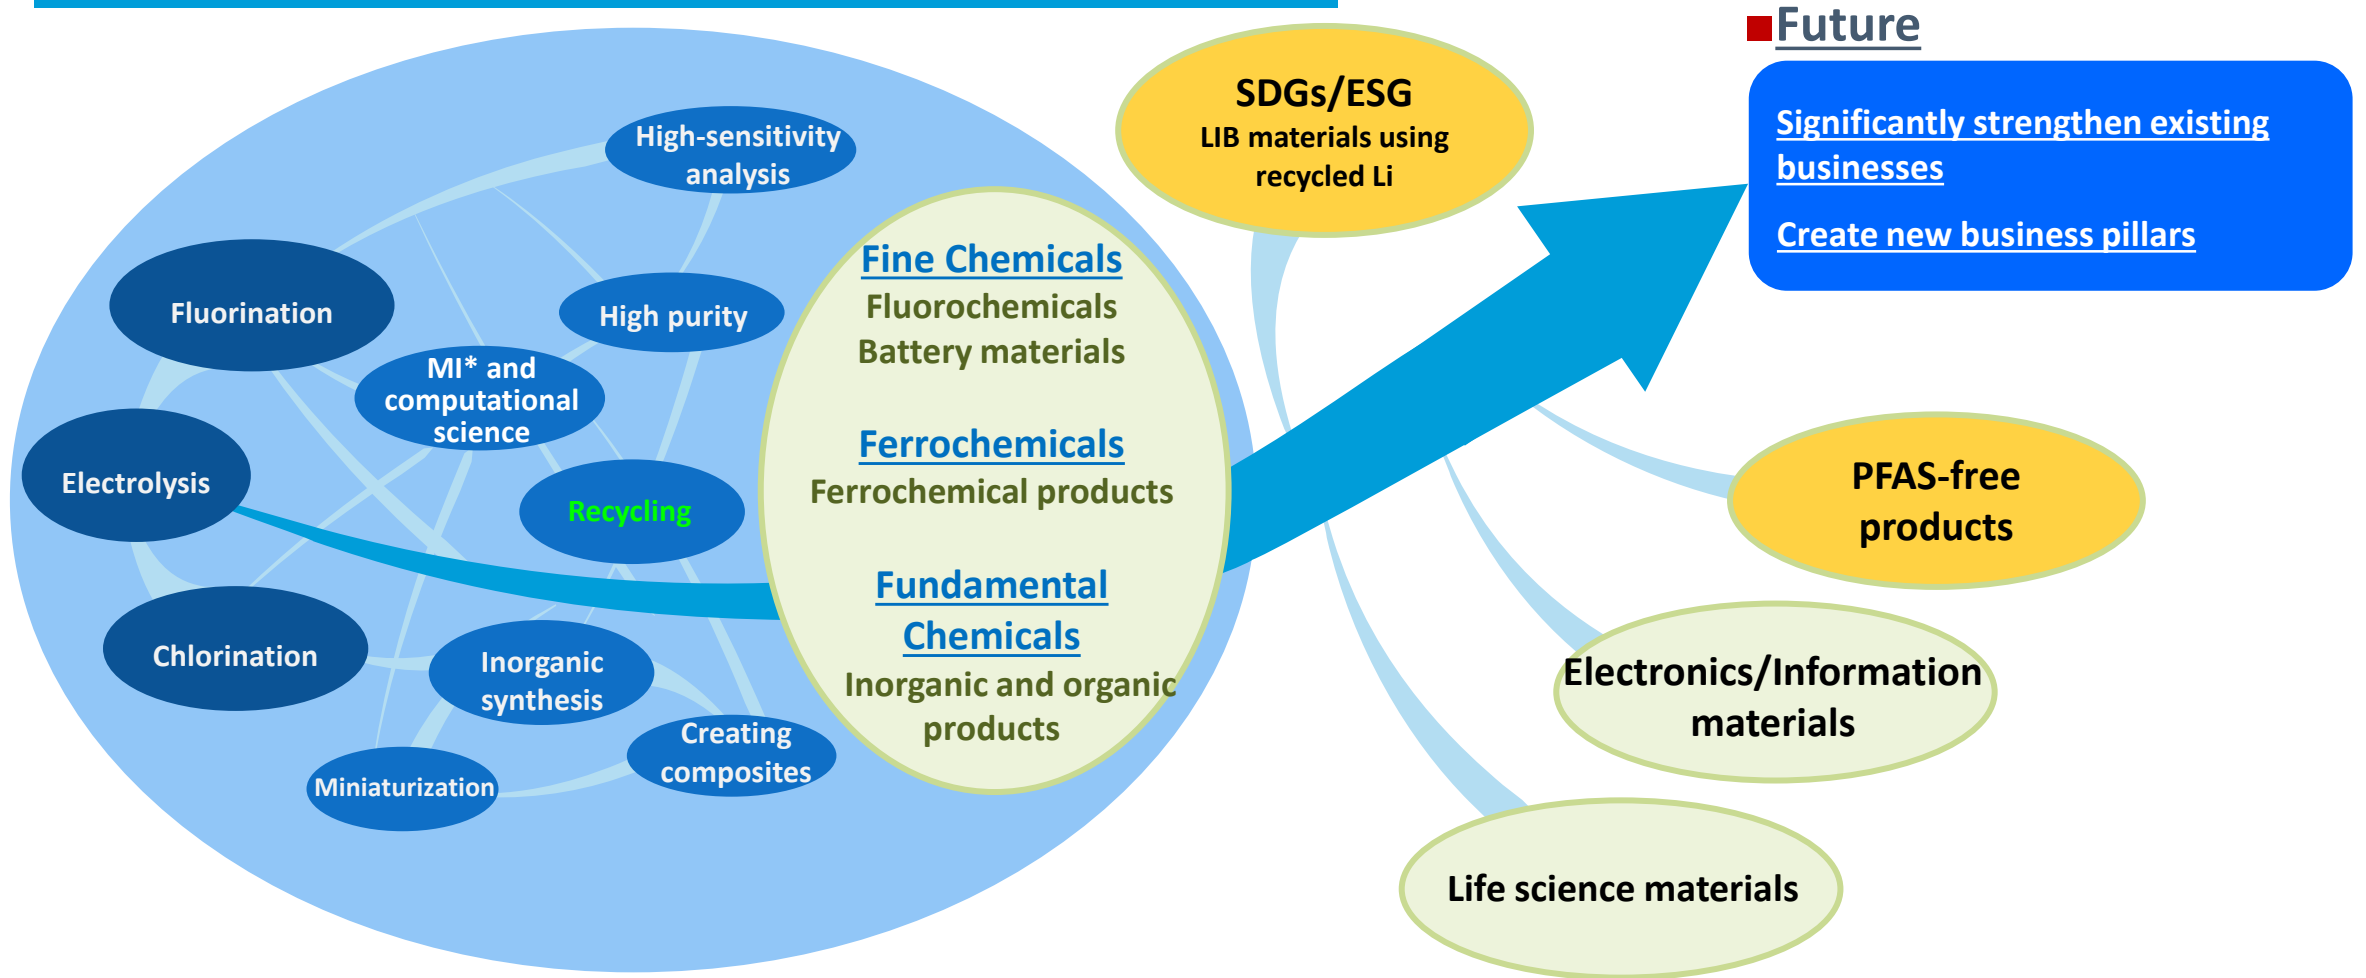 High-sensitivity
analysis
Fluorination
High purity
MI* and
computational
science
Electrolysis
Recycling
Chlorination
Inorganic
synthesis
Creating
composites
Miniaturization
Fine Chemicals
Fluorochemicals
Battery materials
Ferrochemicals
Ferrochemical products
Fundamental
Chemicals
Inorganic and organic
products
SDGs/ESG
LIB materials using
recycled Li
■Future
Significantly strengthen existing
businesses
Create new business pillars
PFAS-free
products
Electronics/Information
materials
Life science materials